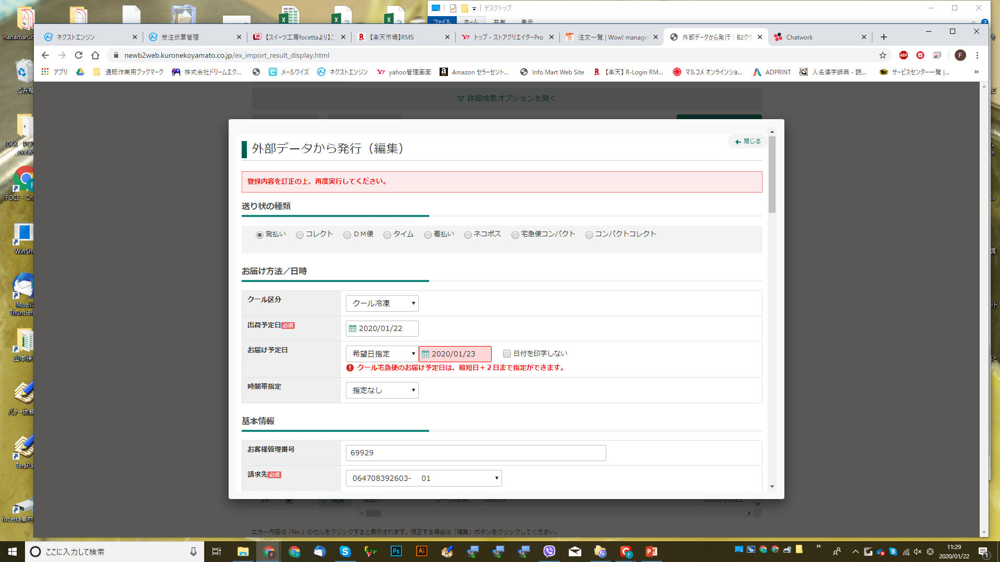 デスクトップ
ファイル ホーム 共有 表示
ネクストエンジン
受注伝票管理
【スイーツ工房focettaより】ご
【楽天市場】RMS
トップ - ストアクリエイターPro
注文一覧 | Wow! manage
外部データから発行 | B2クラ
Chatwork
newb2web.kuronekoyamato.co.jp/ex_import_result_display.html
ABP
F
アプリ
通販作業用ブックマーク
株式会社ドリームエク...
メールワイズ
ネクストエンジン
yahoo管理画面
Amazon セラーセント...
Info Mart Web Site
【楽天】R-Login RM...
マルコメ オンラインショ...
ADPRINT
人名漢字辞典 - 読...
サービスセンター一覧 |...
hanamaru
ごみ箱
DEX PC
_exeあ
FOCE - Ch
WinSh
Mozill
Thunderb
山本保
バナー依頼
TeraPa
focetta素材
▽ 詳細検索オプションを開く
外部データから発行（編集）
閉じる
登録内容を訂正の上、再度実行してください。
送り状の種類
発払い コレクト ＤＭ便 タイム 着払い ネコポス 宅急便コンパクト コンパクトコレクト
お届け方法／日時
クール区分 クール冷凍
出荷予定日 必須 2020/01/22
お届け予定日 希望日指定 2020/01/23 日付を印字しない
クール宅急便のお届け予定日は、最短日＋２日まで指定ができます。
時間帯指定 指定なし
基本情報
お客様管理番号 69929
請求先 必須 064708392603- 01
18 編集 発払い クール冷凍 69939 2020/01/22
エラー内容は「No.」のセルをクリックすると表示されます。修正する場合は「編集」ボタンをクリックしてください。
ここに入力して検索
11:29
2020/01/22
1